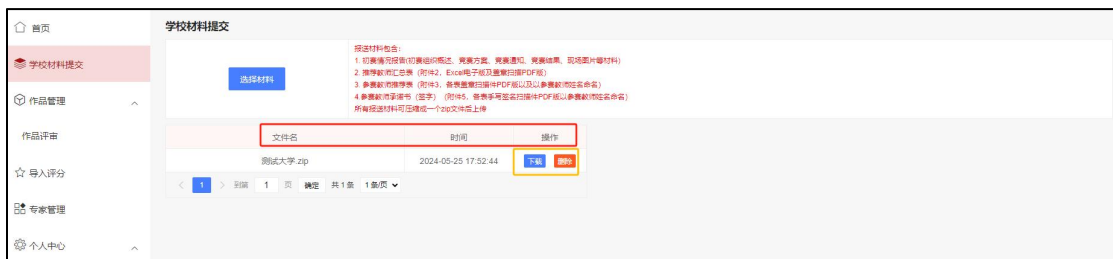 首页
学校材料提交
作品管理
作品评审
导入评分
专家管理
个人中心
学校材料提交
选择材料
报送材料包含:
1.初赛情况报告(初赛组织概述、竞赛方案、竞赛通知、竞赛结果、现场图片等材料)
2.推荐教师汇总表（附件2，Excel电子版及盖章扫描PDF版）
3.参赛教师推荐表（附件3，各表盖章扫描件PDF版以及以参赛教师姓名命名）
4.参赛教师承诺书（签字）（附件5，各表手写签名扫描件PDF版以参赛教师姓名命名）
所有报送材料可压缩成一个zip文件后上传
文件名 时间 操作
测试大学.zip 2024-05-25 17:52:44 下载 删除
< 1 > 到第 1 页 确定 共1条 1条/页